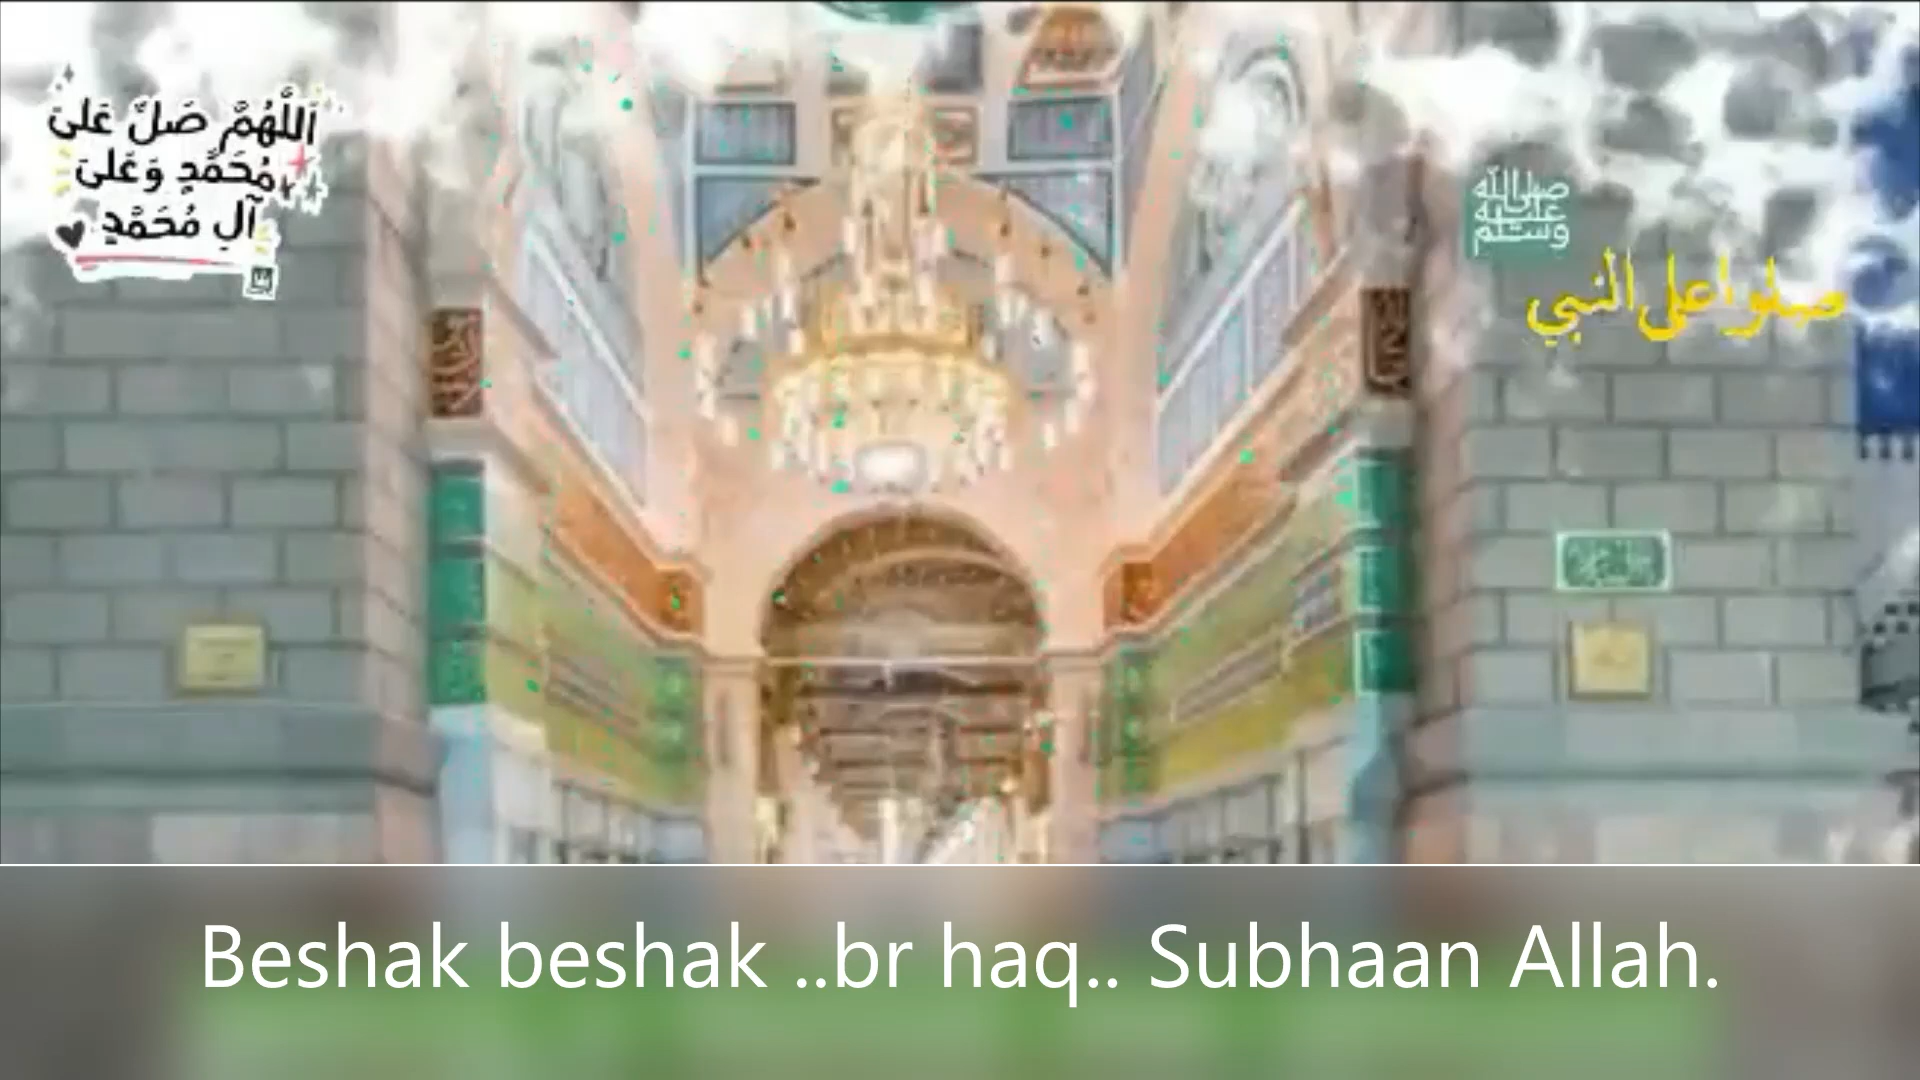 اَللّٰهُمَّ صَلِّ عَلىٰ
مُحَمَّدٍ وَعَلىٰ
آلِ مُحَمَّدٍ
صلى الله
عليه
وسلم
صلوا على النبي
Beshak beshak ..br haq.. Subhaan Allah.